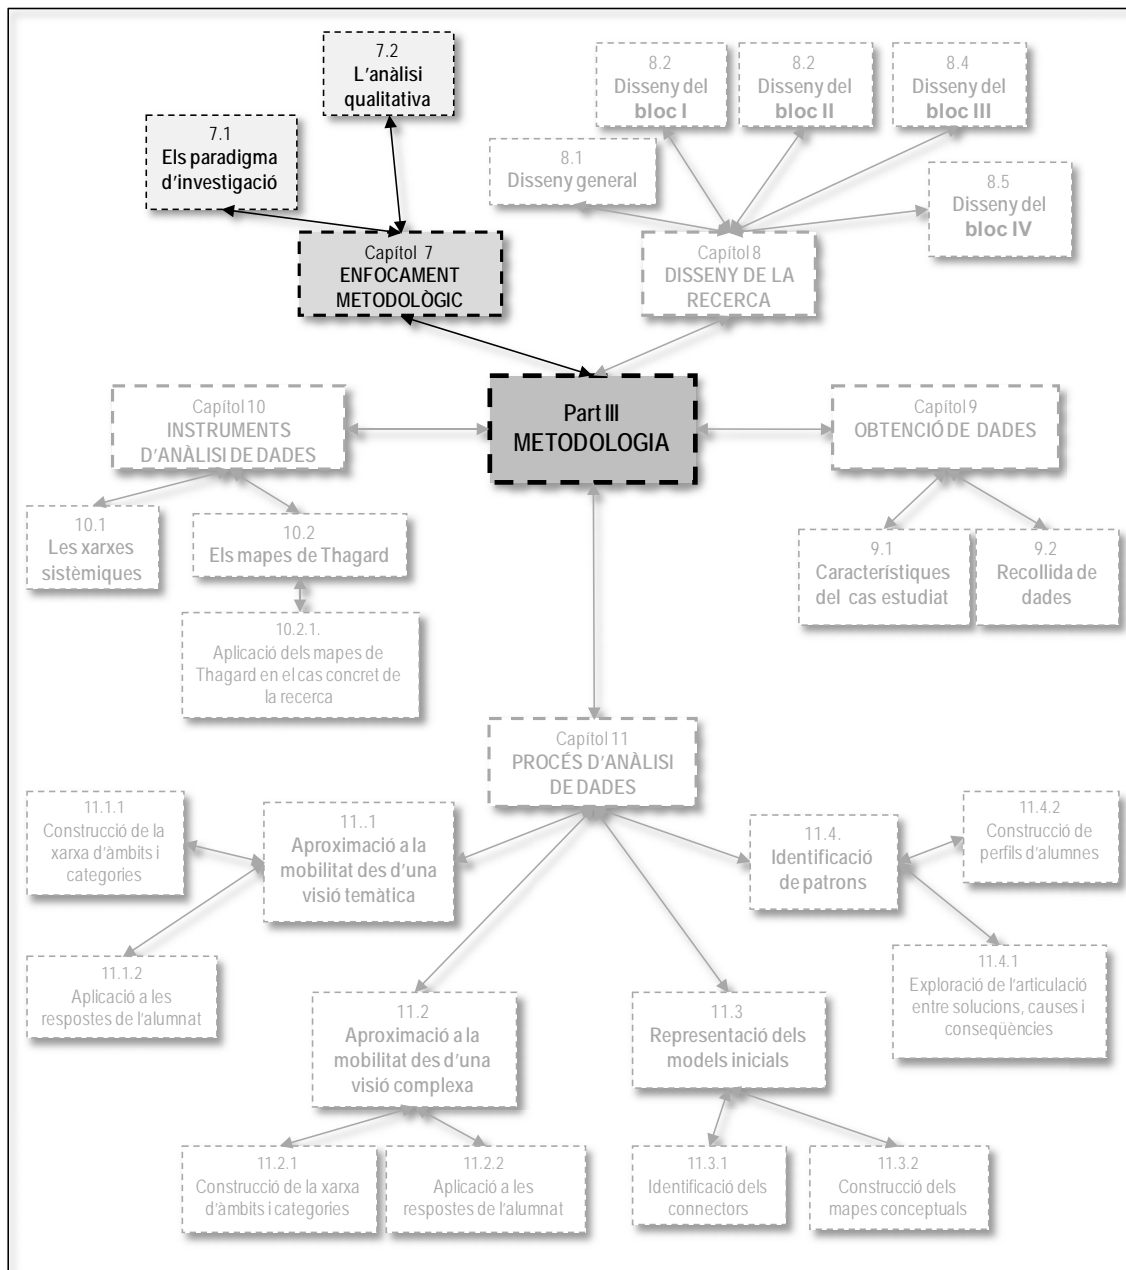 7.2
L'anàlisi
qualitativa
7.1
Els paradigma
d'investigació
8.2
Disseny del
bloc I
8.2
Disseny del
bloc II
8.4
Disseny del
bloc III
8.1
Disseny general
8.5
Disseny del
bloc IV
Capítol 7
ENFOCAMENT
METODOLÒGIC
Capítol 8
DISSENY DE LA
RECERCA
Part III
METODOLOGIA
Capítol 10
INSTRUMENTS
D'ANÀLISI DE DADES
Capítol 9
OBTENCIÓ DE DADES
10.1
Les xarxes
sistèmiques
10.2
Els mapes de Thagard
10.2.1.
Aplicació dels mapes de
Thagard en el cas concret de
la recerca
9.1
Característiques
del cas estudiat
9.2
Recollida de
dades
Capítol 11
PROCÉS D'ANÀLISI
DE DADES
11.1.1
Construcció de la
xarxa d'àmbits i
categories
11..1
Aproximació a la
mobilitat des d'una
visió temàtica
11.4.
Identificació
de patrons
11.4.2
Construcció de
perfils d'alumnes
11.1.2
Aplicació a les
respostes de l'alumnat
11.4.1
Exploració de l'articulació
entre solucions, causes i
conseqüències
11.2
Aproximació a la
mobilitat des d'una
visió complexa
11.3
Representació dels
models inicials
11.2.1
Construcció de la xarxa
d'àmbits i categories
11.2.2
Aplicació a les
respostes de l'alumnat
11.3.1
Identificació dels
connectors
11.3.2
Construcció dels
mapes conceptuals